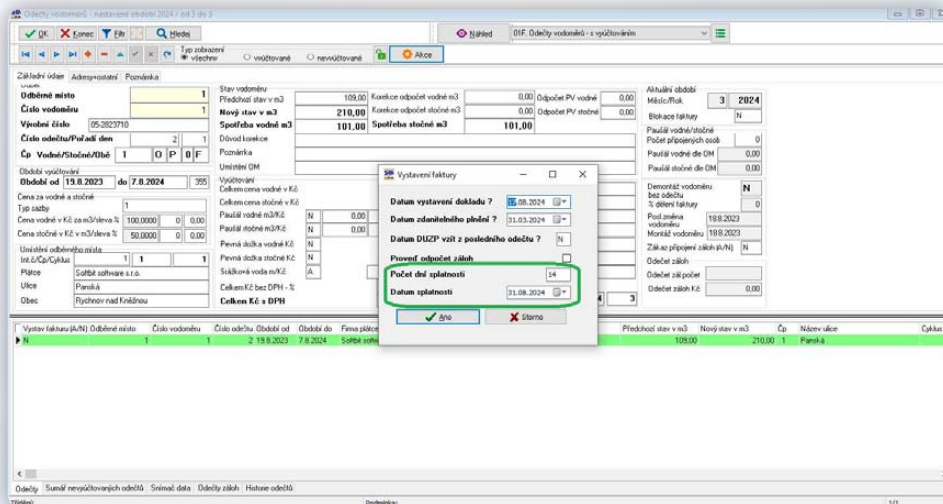 Odečty vodoměrů - nastavené období 2024 / od 3 do 3
OK Konec Filtr Hledej Náhled 01F. Odečty vodoměrů - s vyúčtováním
Typ zobrazení
všechny vyúčtované nevyúčtované Akce
Základní údaje Adresy+ostatní Poznámka
Odběrné místo 1
Číslo vodoměru 1
Výrobní číslo 05-2823710
Číslo odečtu/Pořadí den 2 1
Čp Vodné/Stočné/Obě 1 O P 0 F
Období vyúčtování
Období od 19.8.2023 do 7.8.2024 355
Cena za vodné a stočné
Typ sazby 1
Cena vodné v Kč za m3/sleva % 100,0000 0 0,00
Cena stočné v Kč v m3/sleva % 50,0000 0 0,00
Umístění odběrného místa
Int.č/Čp/Cyklus 1 1 1
Plátce Softbit software s.r.o.
Ulice Panská
Obec Rychnov nad Kněžnou
Stav vodoměru
Předchozí stav v m3 109,00 Korekce odpočet vodné m3 0,00 Odpočet PV vodné 0,00
Nový stav v m3 210,00 Korekce odpočet stočné m3 0,00 Odpočet PV stočné 0,00
Spotřeba vodné m3 101,00 Spotřeba stočné m3 101,00
Důvod korekce
Poznámka
Umístění OM
Vyúčtování
Celkem cena vodné v Kč
Celkem cena stočné v Kč
Paušál vodné m3/Kč N 0,00
Paušál stočné m3/Kč N 0,00
Pevná složka vodné Kč N
Pevná složka stočné Kč N
Srážková voda m/Kč A
Celkem Kč bez DPH - %
Celkem Kč s DPH 3
Aktuální období
Měsíc/Rok 3 2024
Blokace faktury N
Paušál vodné/stočné
Počet připojených osob 0
Paušál vodné dle OM 0,00
Paušál stočné dle OM 0,00
Demontáž vodoměru bez odečtu N
% dělení faktury 0
Posl.změna vodoměru 18.8.2023
Montáž vodoměru 18.8.2023
Zákaz připojení záloh (A/N) N
Odečet záloh
Odečet zál.počet
Odečet záloh Kč 0,00
Vystavení faktury
Datum vystavení dokladu ? 17.08.2024
Datum zdanitelného plnění ? 31.03.2024
Datum DUZP vzít z posledního odečtu ? N
Proveď odpočet záloh
Počet dní splatnosti 14
Datum splatnosti 31.08.2024
Ano Storno
Vystav fakturu (A/N) Odběrné místo Číslo vodoměru Číslo odečtu Období od Období do Firma plátce Předchozí stav v m3 Nový stav v m3 Čp Název ulice Cyklus
N 1 1 2 19.8.2023 7.8.2024 Softbit 109,00 210,00 1 Panská
Odečty Sumář nevyúčtovaných odečtů Snímač data Odečty záloh Historie odečtů
Třídění: Podmínka: 1/1